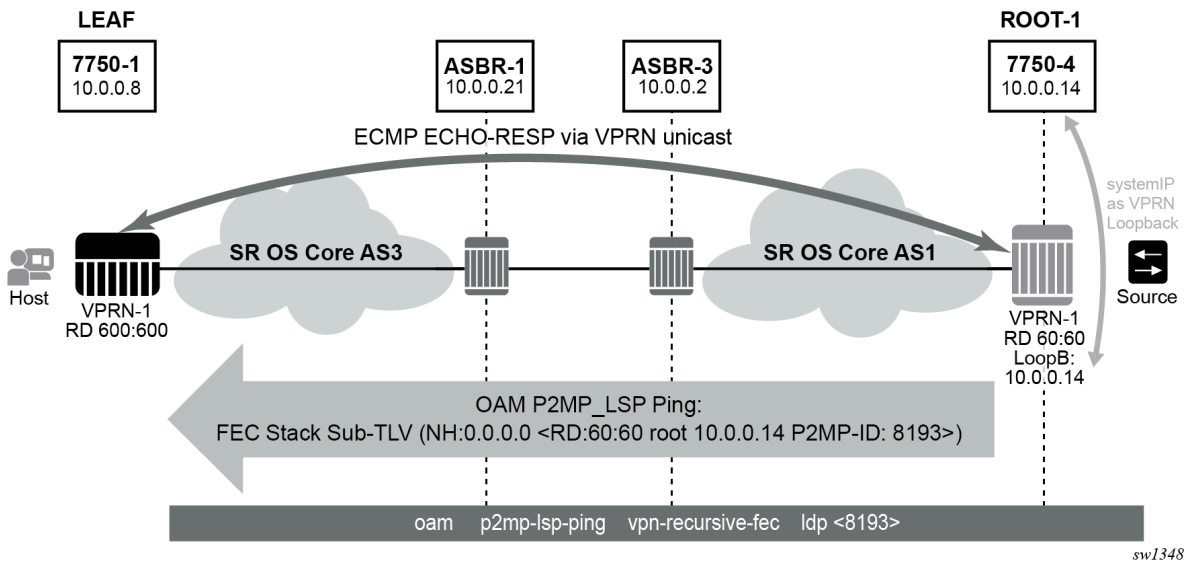 LEAF
ROOT-1
7750-1
10.0.0.8
ASBR-1
10.0.0.21
ASBR-3
10.0.0.2
7750-4
10.0.0.14
ECMP ECHO-RESP via VPRN unicast
systemIP
as VPRN
Loopback
SR OS Core AS3
SR OS Core AS1
Host
Source
VPRN-1
RD 600:600
VPRN-1
RD 60:60
LoopB:
10.0.0.14
OAM P2MP_LSP Ping:
FEC Stack Sub-TLV (NH:0.0.0.0 <RD:60:60 root 10.0.0.14 P2MP-ID: 8193>)
oam p2mp-lsp-ping vpn-recursive-fec ldp <8193>
sw1348